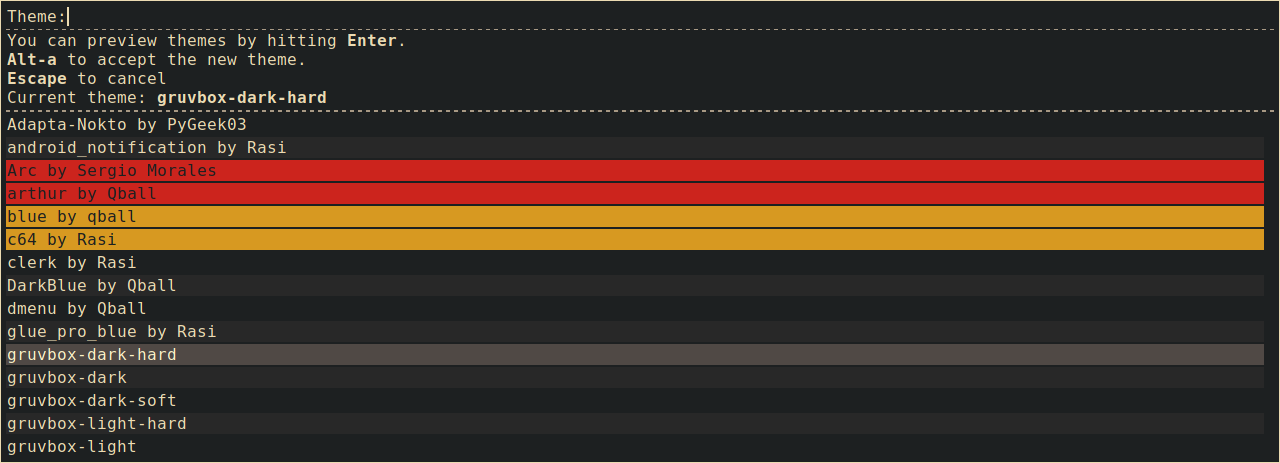 Theme:
You can preview themes by hitting Enter.
Alt-a to accept the new theme.
Escape to cancel
Current theme: gruvbox-dark-hard
Adapta-Nokto by PyGeek03
android_notification by Rasi
Arc by Sergio Morales
arthur by Qball
blue by qball
c64 by Rasi
clerk by Rasi
DarkBlue by Qball
dmenu by Qball
glue_pro_blue by Rasi
gruvbox-dark-hard
gruvbox-dark
gruvbox-dark-soft
gruvbox-light-hard
gruvbox-light